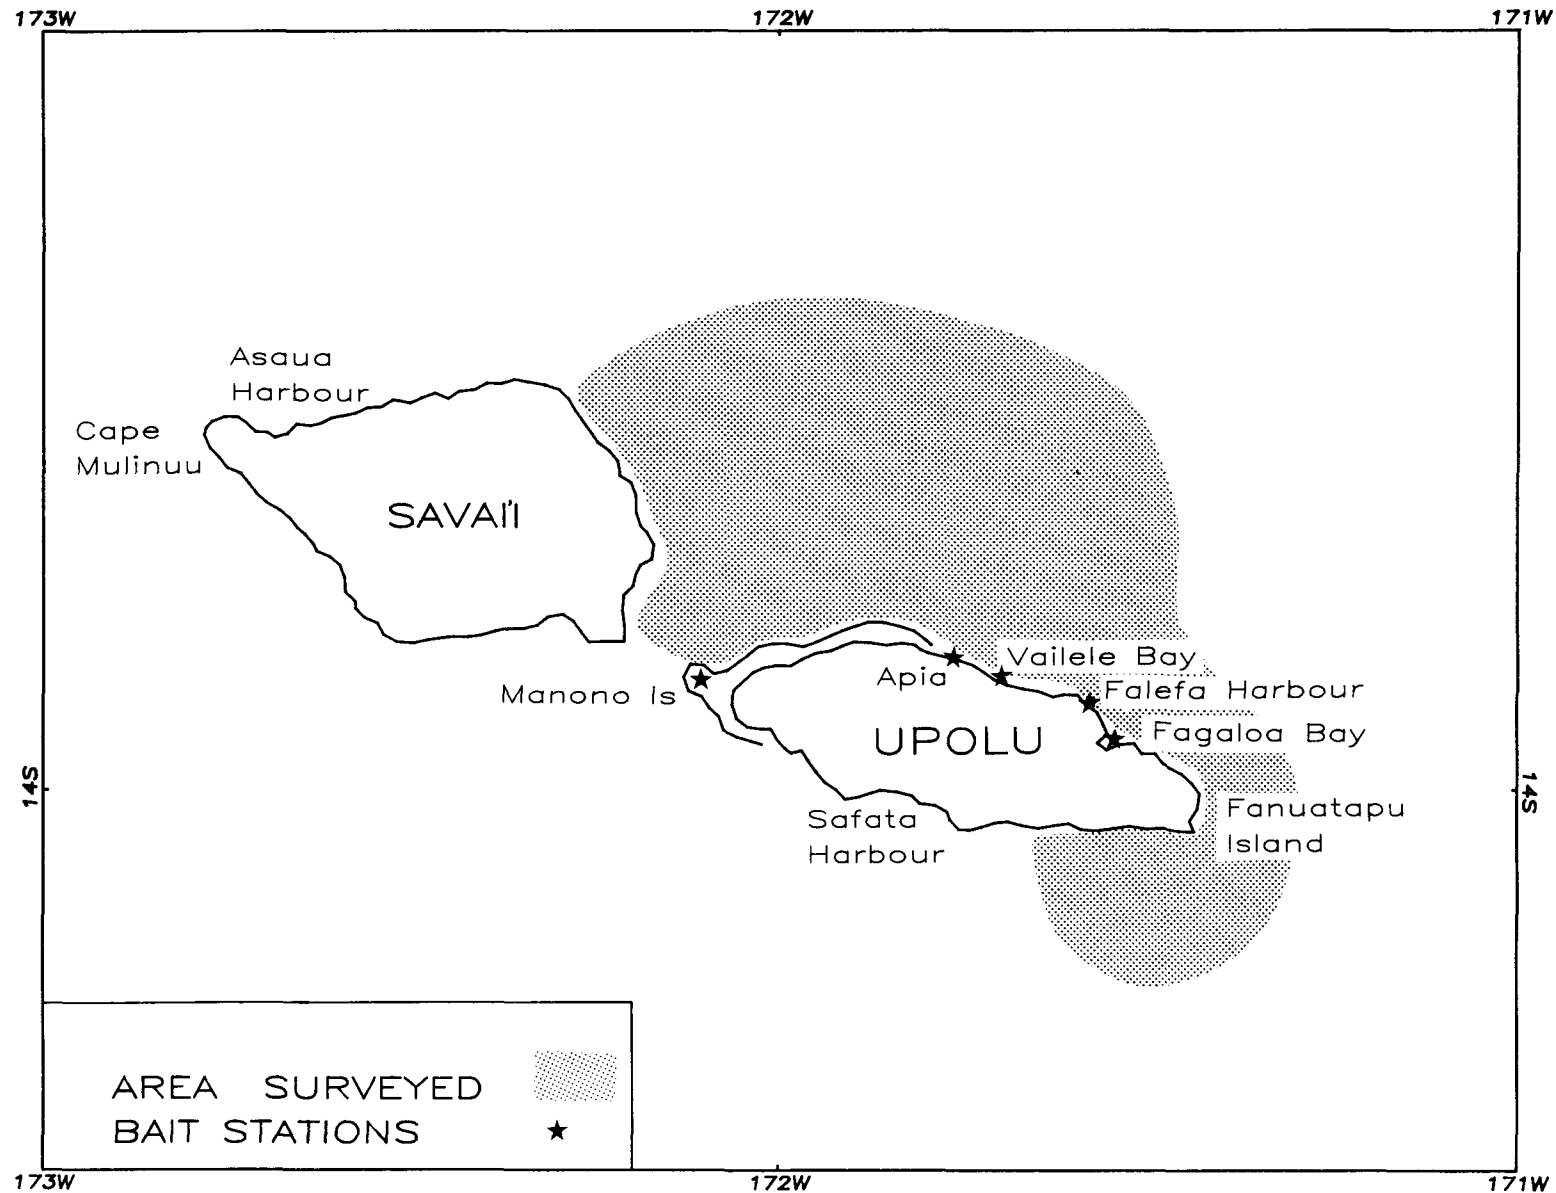 173W 172W 171W
Asaua
Harbour
Cape
Mulinuu
SAVAI'I
Manono Is
Apia
Vailele Bay
Falefa Harbour
UPOLU
Fagaloa Bay
14S 14S
Safata
Harbour
Fanuatapu
Island
AREA SURVEYED
BAIT STATIONS
173W 172W 171W